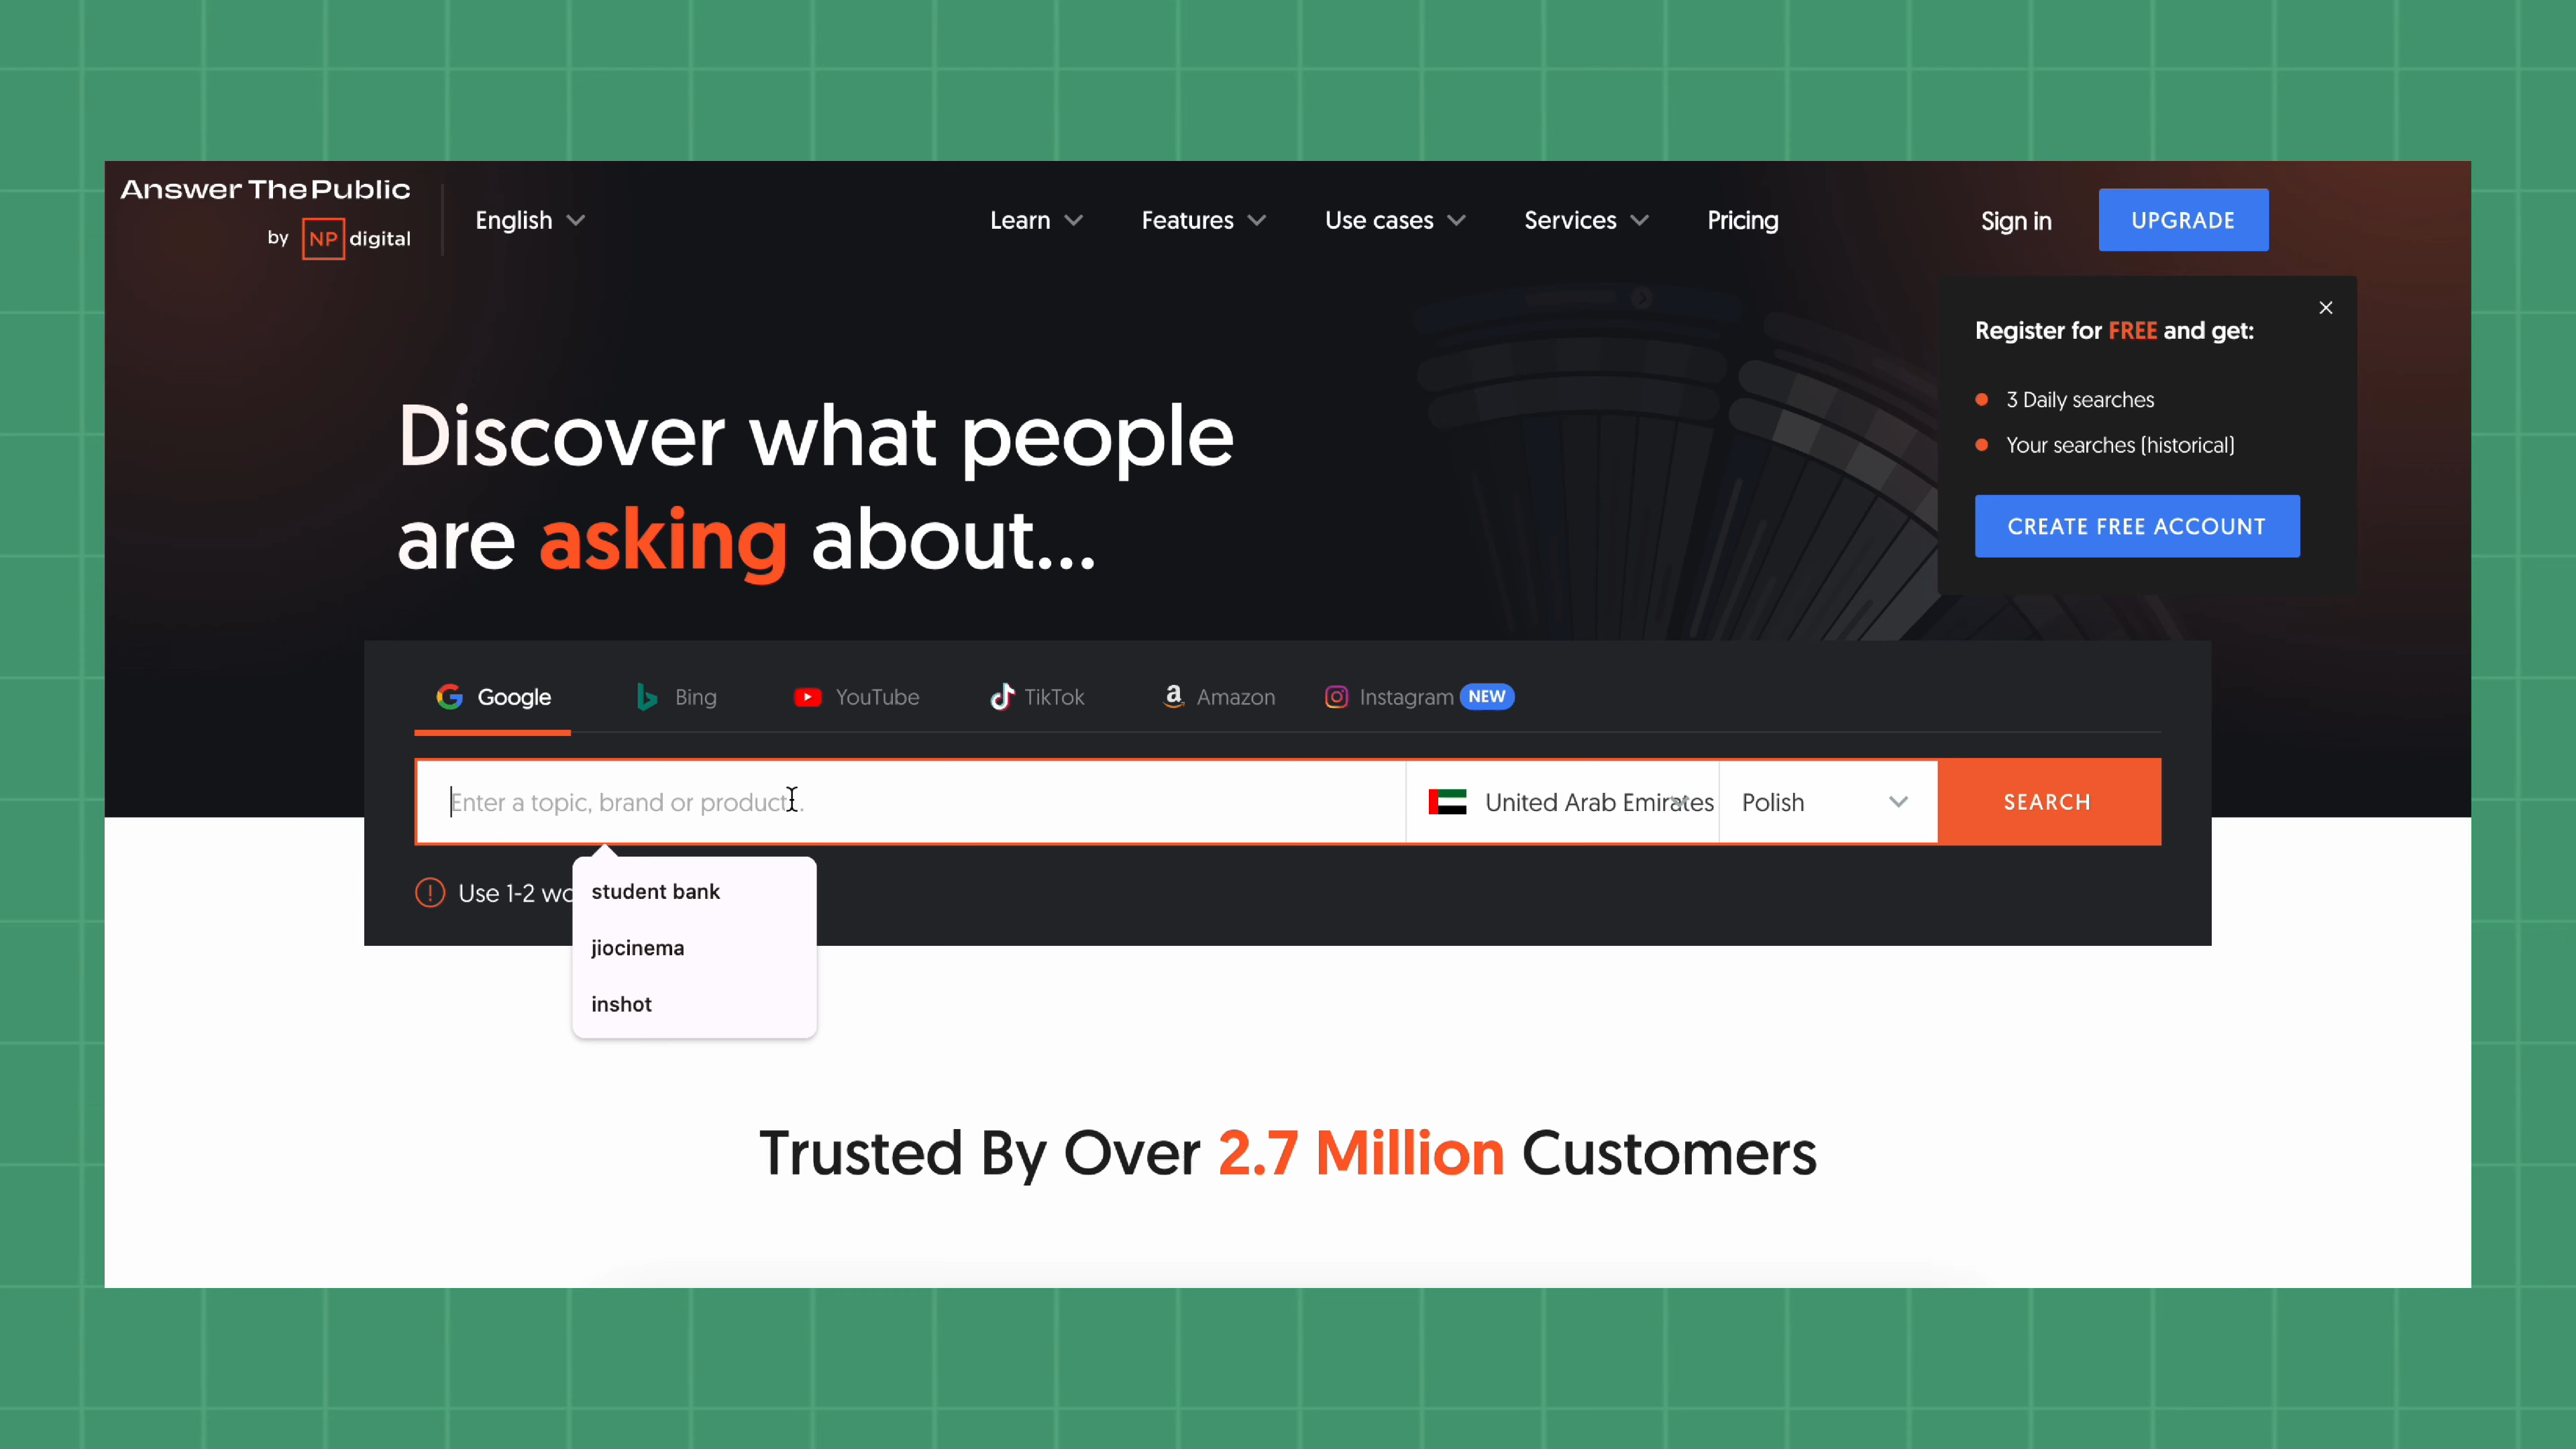 Answer The Public
by NP digital
English
Learn
Features
Use cases
Services
Pricing
Sign in
UPGRADE
Register for FREE and get:
3 Daily searches
Your searches (historical)
CREATE FREE ACCOUNT
Discover what people
are asking about...
Google
Bing
YouTube
TikTok
Amazon
Instagram NEW
Enter a topic, brand or product...
United Arab Emirates
Polish
SEARCH
Use 1-2
student bank
jiocinema
inshot
Trusted By Over 2.7 Million Customers